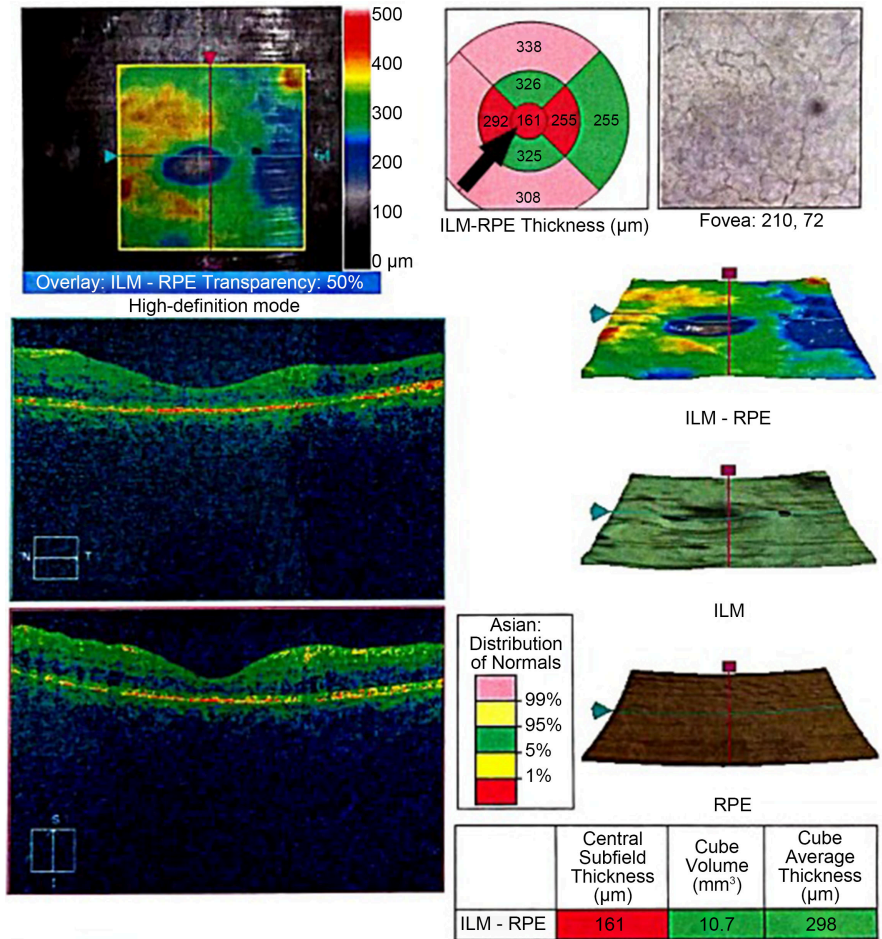 500
400
300
200
100
0 µm
Overlay: ILM - RPE Transparency: 50%
338
326
292
161
255
255
325
308
ILM-RPE Thickness (µm)
Fovea: 210, 72
High-definition mode
N
T
S
I
ILM - RPE
ILM
RPE
Asian:
Distribution
of Normals
99%
95%
5%
1%
Central
Subfield
Thickness
(µm)
Cube
Volume
(mm³)
Cube
Average
Thickness
(µm)
ILM - RPE
161
10.7
298